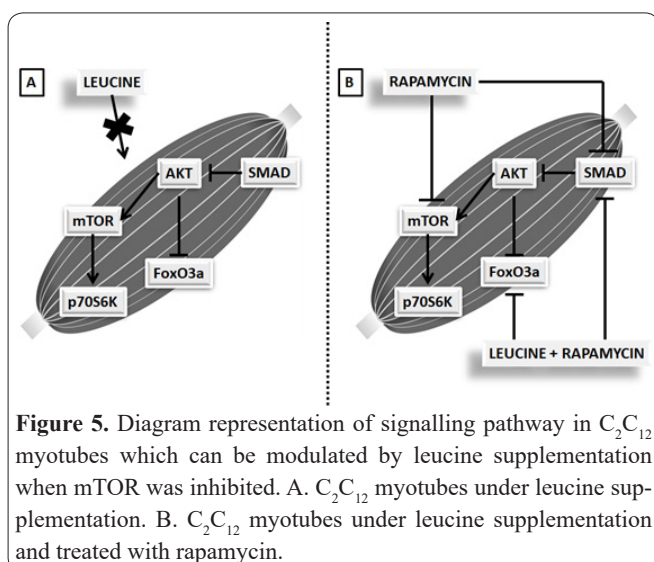 A
LEUCINE
AKT
SMAD
mTOR
FoxO3a
p70S6K
B
RAPAMYCIN
AKT
SMAD
mTOR
FoxO3a
p70S6K
LEUCINE + RAPAMYCIN
Figure 5. Diagram representation of signalling pathway in C₂C₁₂
myotubes which can be modulated by leucine supplementation
when mTOR was inhibited. A. C₂C₁₂ myotubes under leucine sup-
plementation. B. C₂C₁₂ myotubes under leucine supplementation
and treated with rapamycin.